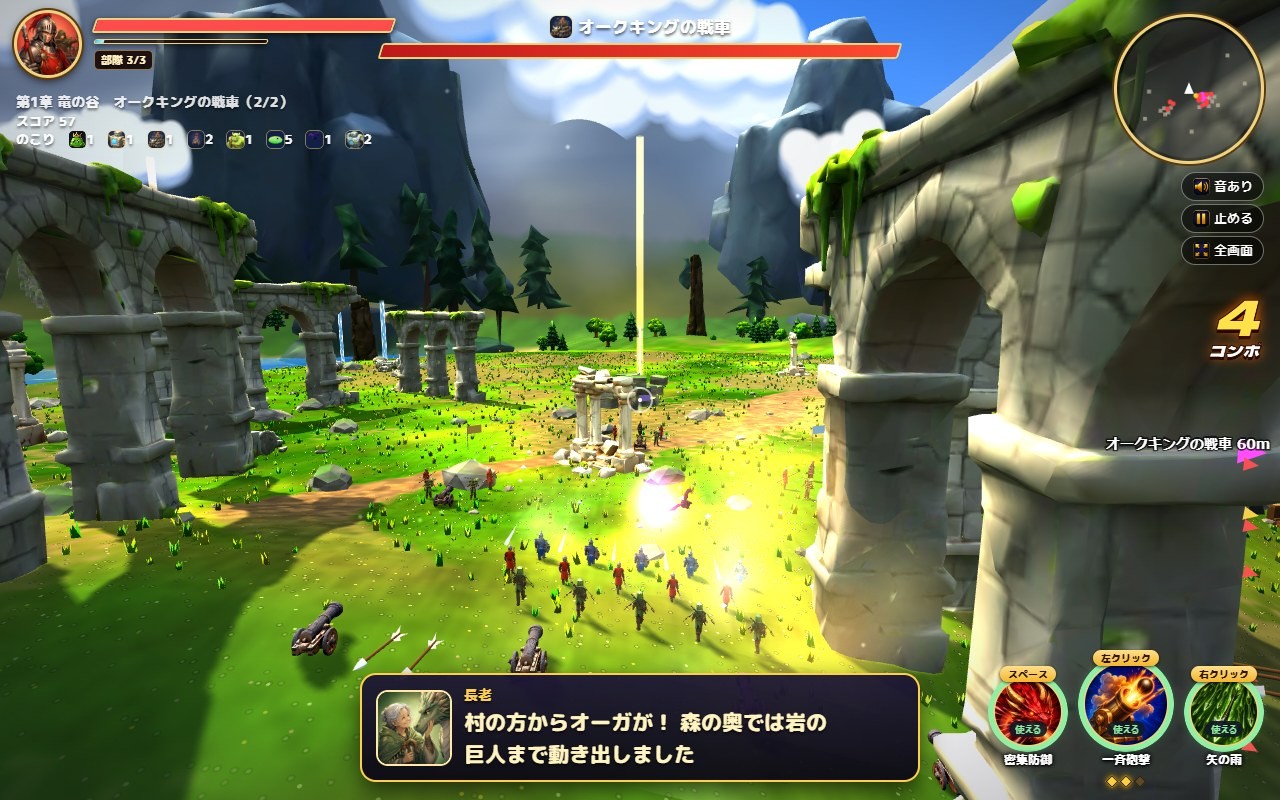 オークキングの戦車
部隊 3/3
第1章 竜の谷 オークキングの戦車（2/2）
スコア 57
のこり 1 1 1 2 1 5 1 2
音あり
止める
全画面
4
コンボ
オークキングの戦車 60m
長老
村の方からオーガが！ 森の奥では岩の
巨人まで動き出しました
スペース
使える
密集防御
左クリック
使える
一斉砲撃
右クリック
使える
矢の雨